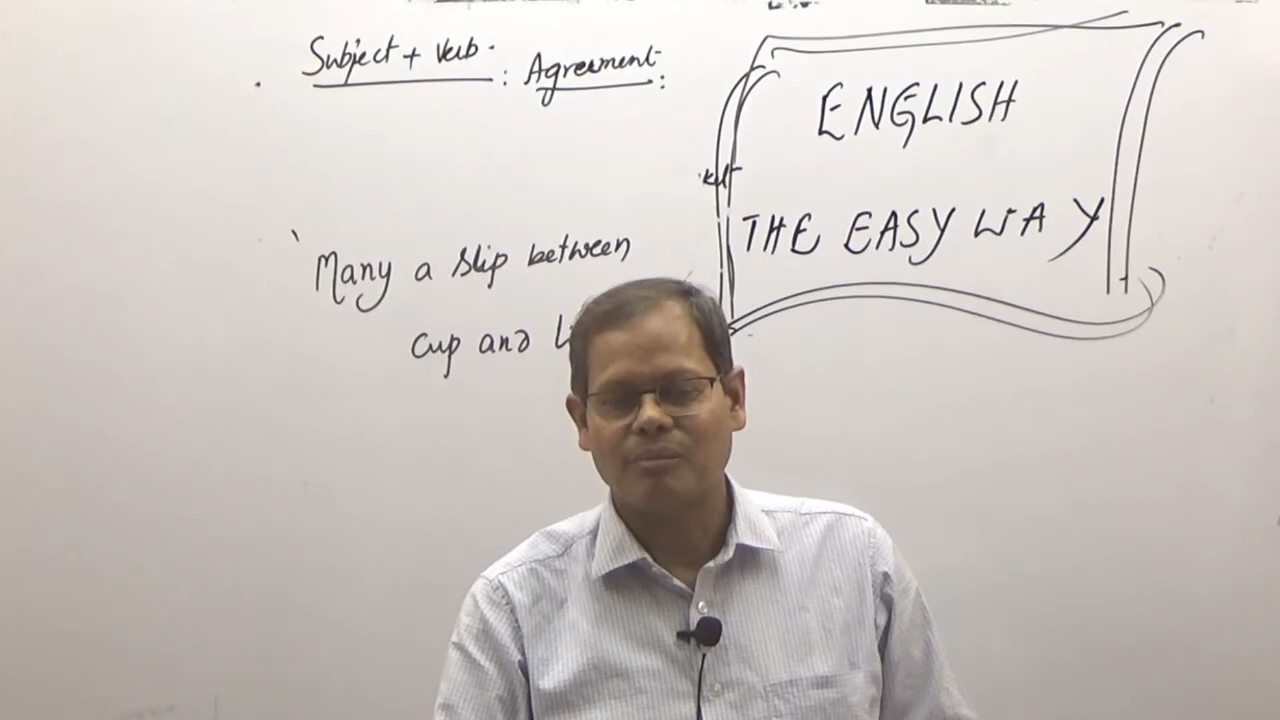 Subject + Verb. : Agreement :
Many a slip between
cup and
ENGLISH
THE EASY WAY